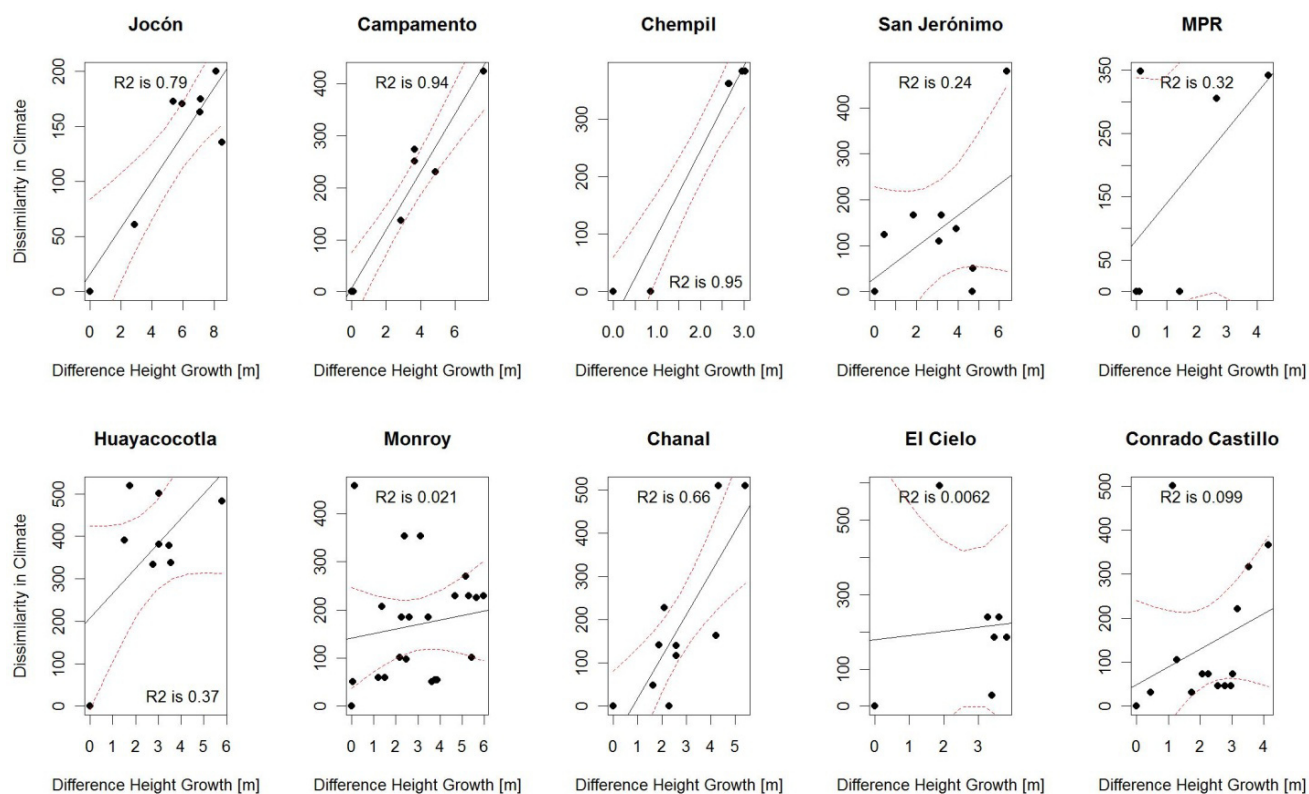 Jocón Campamento Chempil San Jerónimo MPR
R2 is 0.79 R2 is 0.94 R2 is 0.95 R2 is 0.24 R2 is 0.32
Dissimilarity in Climate
0 50 100 150 200
0 100 200 300 400
0 100 200 300
0 100 200 300 400
0 50 150 250 350
0 2 4 6 8
0 2 4 6
0.0 1.0 2.0 3.0
0 2 4 6
0 1 2 3 4
Difference Height Growth [m] Difference Height Growth [m] Difference Height Growth [m] Difference Height Growth [m] Difference Height Growth [m]
Huayacocotla Monroy Chanal El Cielo Conrado Castillo
R2 is 0.37 R2 is 0.021 R2 is 0.66 R2 is 0.0062 R2 is 0.099
Dissimilarity in Climate
0 100 200 300 400 500
0 100 200 300 400
0 100 200 300 400 500
0 100 300 500
0 100 200 300 400 500
0 1 2 3 4 5 6
0 1 2 3 4 5 6
0 1 2 3 4 5
0 1 2 3
0 1 2 3 4
Difference Height Growth [m] Difference Height Growth [m] Difference Height Growth [m] Difference Height Growth [m] Difference Height Growth [m]